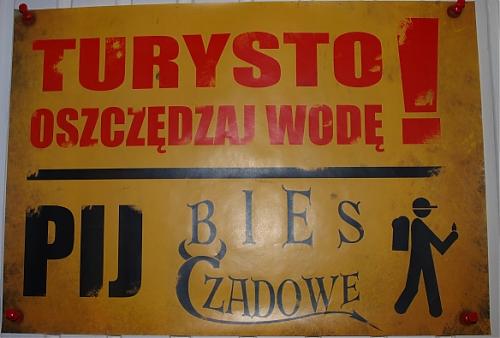 TURYSTO!
OSZCZĘDZAJ WODĘ
PIJ BIES
CZADOWE